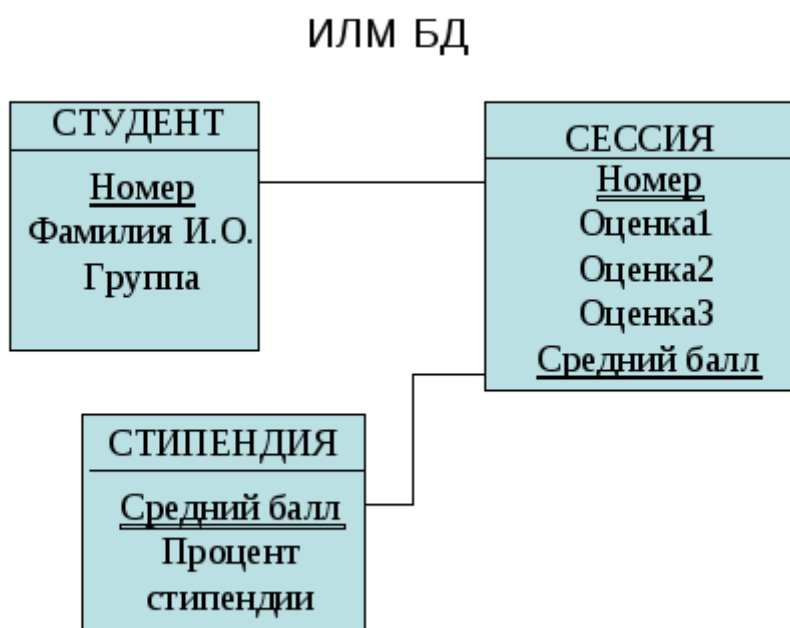 ИЛМ БД
СТУДЕНТ
Номер
Фамилия И.О.
Группа
СЕССИЯ
Номер
Оценка1
Оценка2
Оценка3
Средний балл
СТИПЕНДИЯ
Средний балл
Процент
стипендии